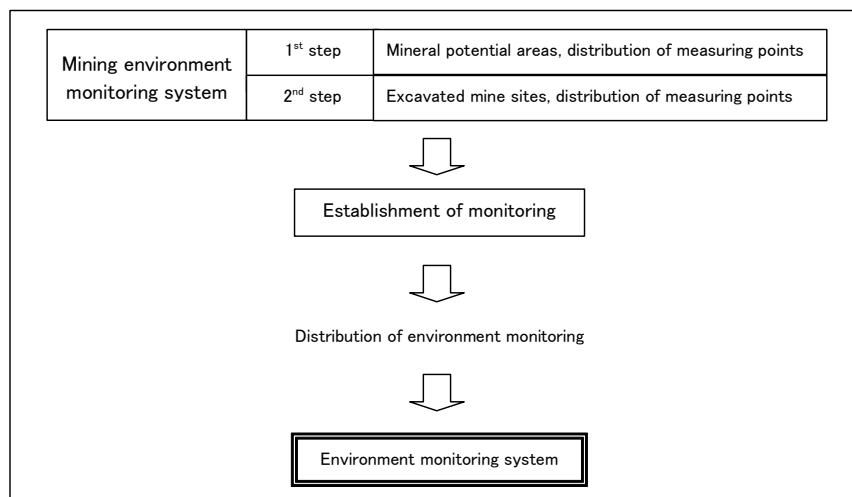 Mining environment
monitoring system
1st step
Mineral potential areas, distribution of measuring points
2nd step
Excavated mine sites, distribution of measuring points
Establishment of monitoring
Distribution of environment monitoring
Environment monitoring system